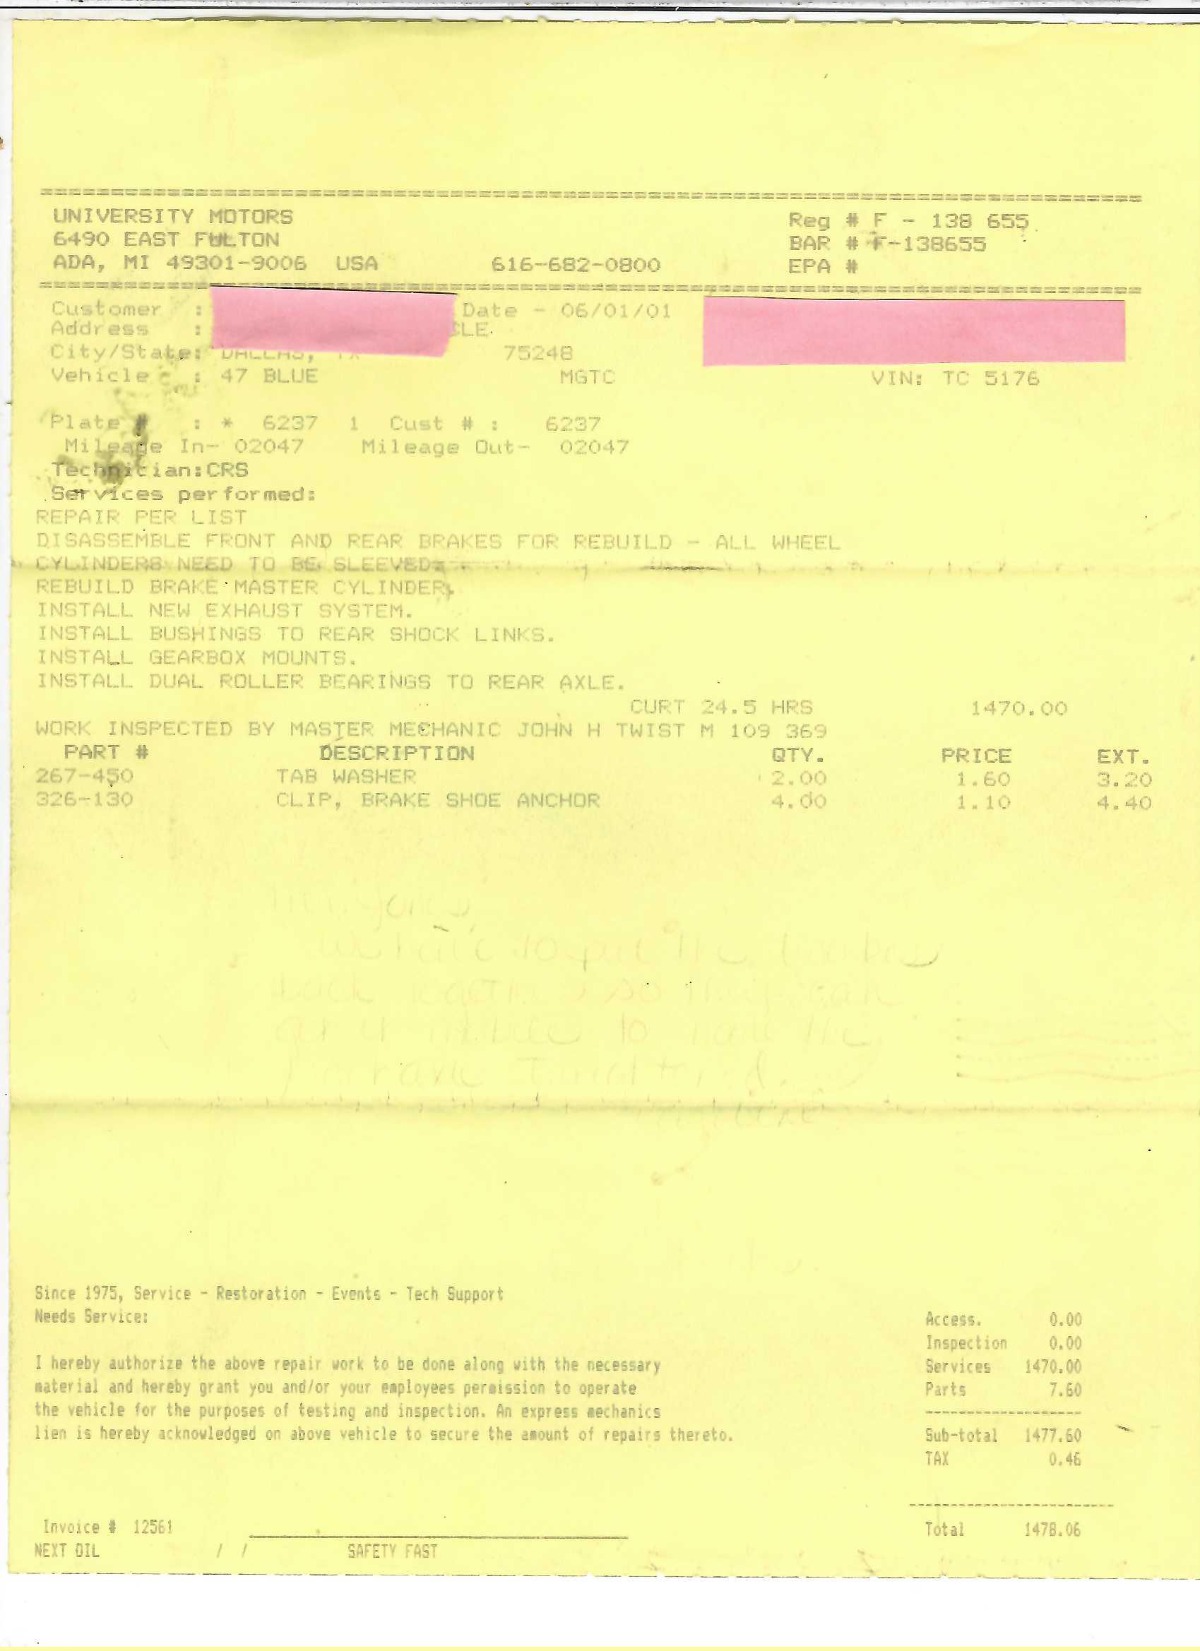 UNIVERSITY MOTORS Reg # F - 138 655
6490 EAST FULTON BAR # F-138655
ADA, MI 49301-9006 USA 616-682-0800 EPA #
Customer : Date - 06/01/01
Address : CLE
City/State: DALLAS, TX 75248
Vehicle : 47 BLUE MGTC VIN: TC 5176
Plate # : * 6237 1 Cust # : 6237
Mileage In- 02047 Mileage Out- 02047
Technician:CRS
Services performed:
REPAIR PER LIST
DISASSEMBLE FRONT AND REAR BRAKES FOR REBUILD - ALL WHEEL
CYLINDERS NEED TO BE SLEEVED.
REBUILD BRAKE MASTER CYLINDER.
INSTALL NEW EXHAUST SYSTEM.
INSTALL BUSHINGS TO REAR SHOCK LINKS.
INSTALL GEARBOX MOUNTS.
INSTALL DUAL ROLLER BEARINGS TO REAR AXLE.
CURT 24.5 HRS 1470.00
WORK INSPECTED BY MASTER MECHANIC JOHN H TWIST M 109 369
PART # DESCRIPTION QTY. PRICE EXT.
267-450 TAB WASHER 2.00 1.60 3.20
326-130 CLIP, BRAKE SHOE ANCHOR 4.00 1.10 4.40
Since 1975, Service - Restoration - Events - Tech Support
Needs Service:
Access. 0.00
Inspection 0.00
I hereby authorize the above repair work to be done along with the necessary Services 1470.00
material and hereby grant you and/or your employees permission to operate Parts 7.60
the vehicle for the purposes of testing and inspection. An express mechanics
lien is hereby acknowledged on above vehicle to secure the amount of repairs thereto. Sub-total 1477.60
TAX 0.46
Invoice # 12561 Total 1478.06
NEXT OIL / / SAFETY FAST